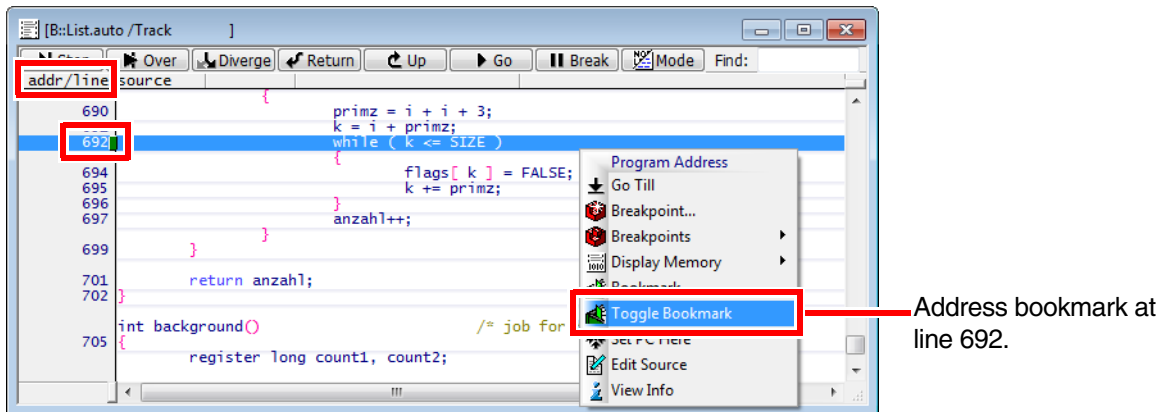 [B::List.auto /Track ]
Over Diverge Return Up Go Break Mode Find:
addr/line source
{
690 primz = i + i + 3;
k = i + primz;
692 while ( k <= SIZE )
{
694 flags[ k ] = FALSE;
695 k += primz;
696 }
697 anzahl++;
}
699 }
701 return anzahl;
702 }
int background() /* job for
705 {
register long count1, count2;
Program Address
Go Till
Breakpoint...
Breakpoints
Display Memory
Toggle Bookmark
Set PC Here
Edit Source
View Info
Address bookmark at
line 692.